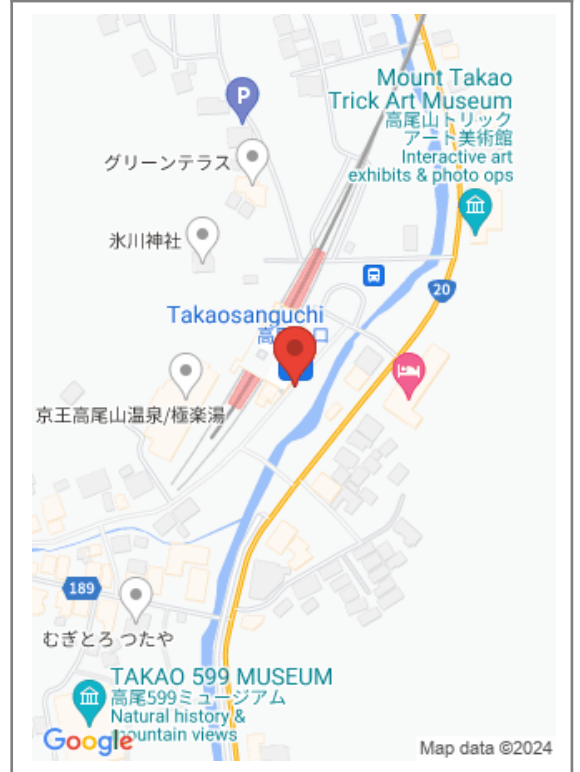 Mount Takao
Trick Art Museum
高尾山トリック
アート美術館
Interactive art
exhibits & photo ops
P
グリーンテラス
氷川神社
20
Takaosanguchi
高
口
京王高尾山温泉/極楽湯
189
むぎとろ つたや
TAKAO 599 MUSEUM
高尾599ミュージアム
Natural history &
mountain views
Google
Map data ©2024